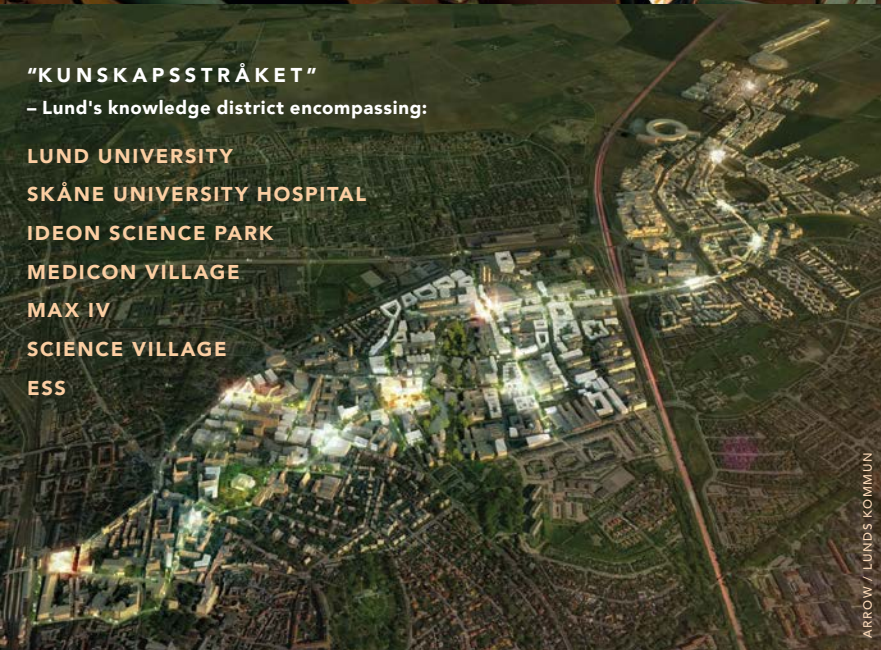 "KUNSKAPSSTRÅKET"
– Lund's knowledge district encompassing:
LUND UNIVERSITY
SKÅNE UNIVERSITY HOSPITAL
IDEON SCIENCE PARK
MEDICON VILLAGE
MAX IV
SCIENCE VILLAGE
ESS
ARROW / LUNDS KOMMUN